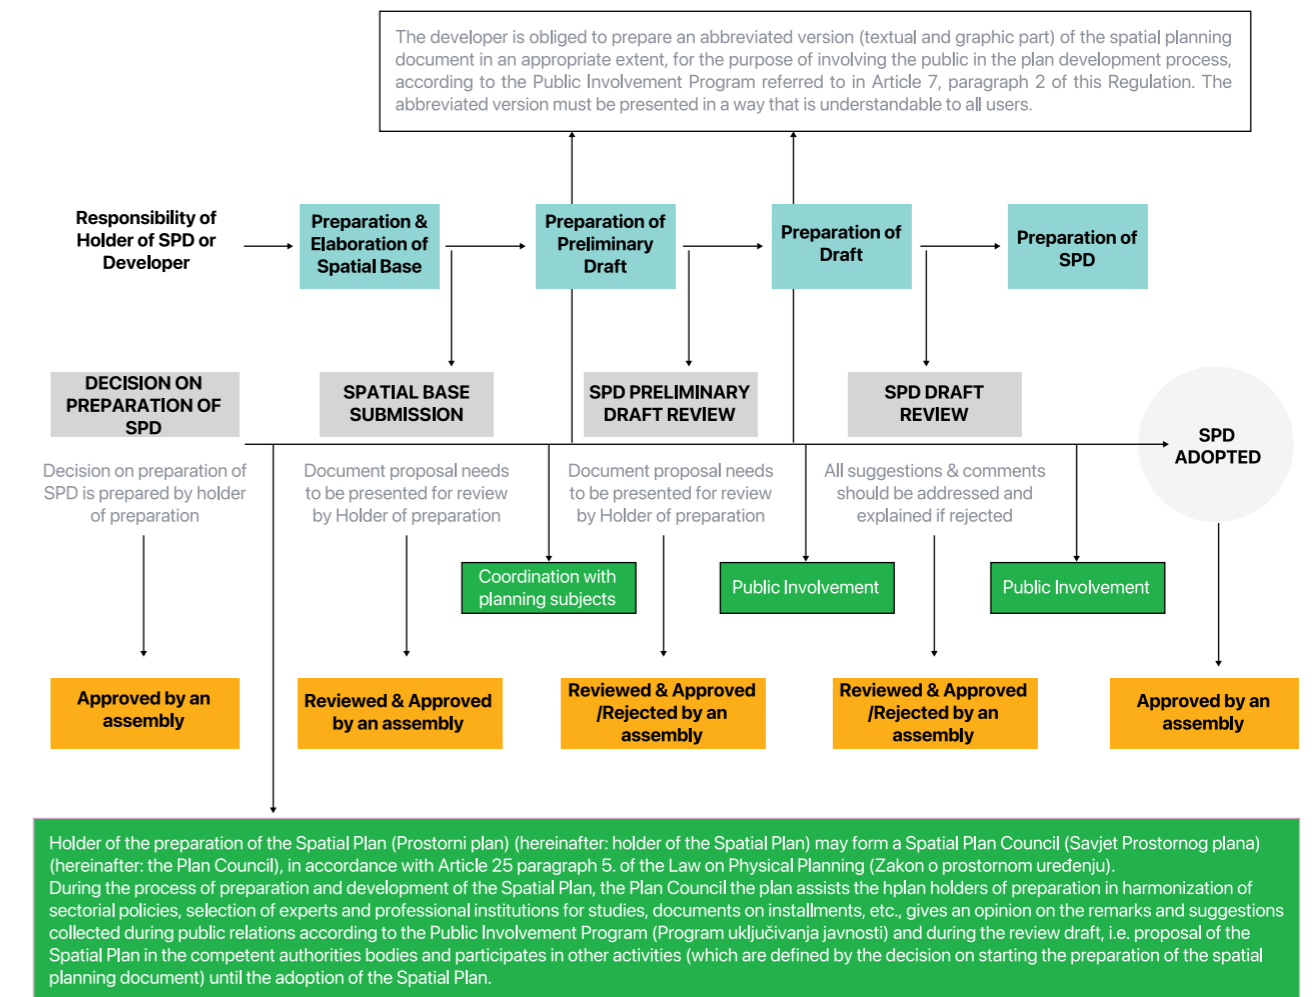 The developer is obliged to prepare an abbreviated version (textual and graphic part) of the spatial planning
document in an appropriate extent, for the purpose of involving the public in the plan development process,
according to the Public Involvement Program referred to in Article 7, paragraph 2 of this Regulation. The
abbreviated version must be presented in a way that is understandable to all users.
Responsibility of
Holder of SPD or
Developer
Preparation &
Elaboration of
Spatial Base
Preparation of
Preliminary
Draft
Preparation of
Draft
Preparation of
SPD
DECISION ON
PREPARATION OF
SPD
SPATIAL BASE
SUBMISSION
SPD PRELIMINARY
DRAFT REVIEW
SPD DRAFT
REVIEW
SPD
ADOPTED
Decision on preparation of
SPD is prepared by holder
of preparation
Document proposal needs
to be presented for review
by Holder of preparation
Document proposal needs
to be presented for review
by Holder of preparation
All suggestions & comments
should be addressed and
explained if rejected
Coordination with
planning subjects
Public Involvement
Public Involvement
Approved by an
assembly
Reviewed & Approved
by an assembly
Reviewed & Approved
/Rejected by an
assembly
Reviewed & Approved
/Rejected by an
assembly
Approved by an
assembly
Holder of the preparation of the Spatial Plan (Prostorni plan) (hereinafter: holder of the Spatial Plan) may form a Spatial Plan Council (Savjet Prostornog plana)
(hereinafter: the Plan Council), in accordance with Article 25 paragraph 5. of the Law on Physical Planning (Zakon o prostornom uređenju).
During the process of preparation and development of the Spatial Plan, the Plan Council the plan assists the hplan holders of preparation in harmonization of
sectorial policies, selection of experts and professional institutions for studies, documents on installments, etc., gives an opinion on the remarks and suggestions
collected during public relations according to the Public Involvement Program (Program uključivanja javnosti) and during the review draft, i.e. proposal of the
Spatial Plan in the competent authorities bodies and participates in other activities (which are defined by the decision on starting the preparation of the spatial
planning document) until the adoption of the Spatial Plan.